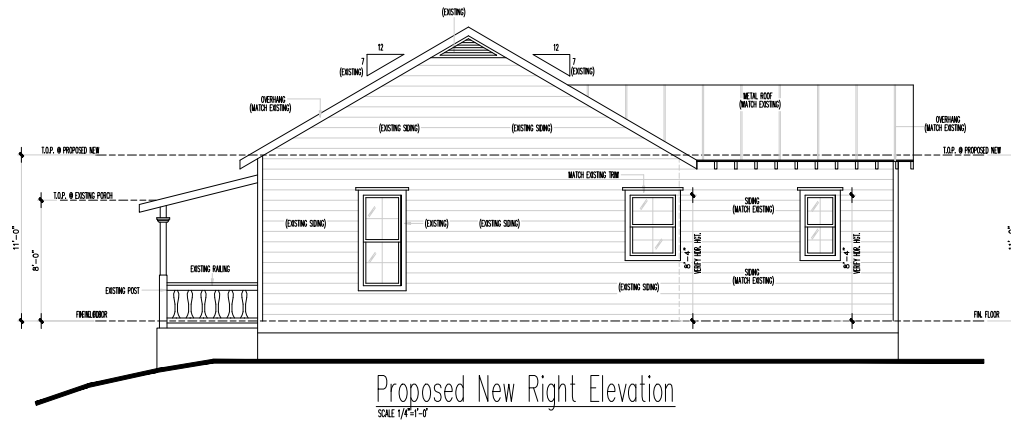 (EXISTING)
12
7
(EXISTING)
12
7
(EXISTING)
OVERHANG
(MATCH EXISTING)
METAL ROOF
(MATCH EXISTING)
(EXISTING SIDING)
(EXISTING SIDING)
OVERHANG
(MATCH EXISTING)
T.O.P. @ PROPOSED NEW
T.O.P. @ PROPOSED NEW
MATCH EXISTING TRIM
T.O.P. @ EXISTING PORCH
SIDING
(MATCH EXISTING)
(EXISTING SIDING)
(EXISTING)
(EXISTING SIDING)
11'-0"
8'-0"
8'-4"
VERIFY HDR. HGT.
8'-4"
VERIFY HDR. HGT.
EXISTING RAILING
SIDING
(MATCH EXISTING)
EXISTING POST
(EXISTING SIDING)
FIN. FLOOR
Proposed New Right Elevation
SCALE 1/4"=1'-0"